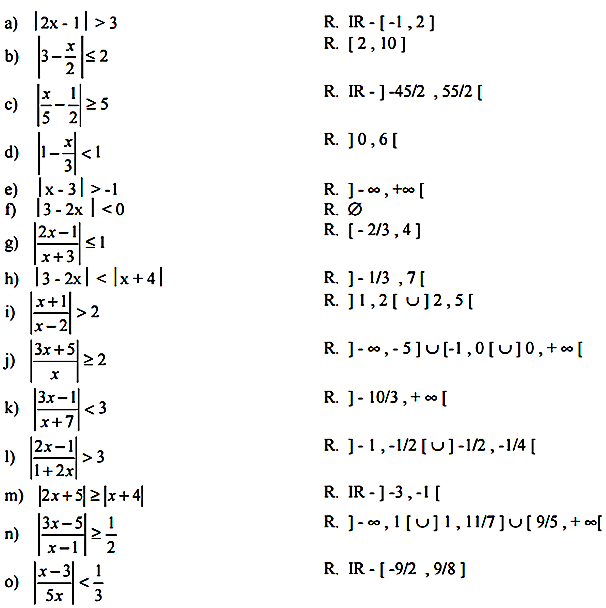 a) |2x - 1| > 3 R. IR - [ -1 , 2 ]
b) |3 - x/2| ≤ 2 R. [ 2 , 10 ]
c) |x/5 - 1/2| ≥ 5 R. IR - ] -45/2 , 55/2 [
d) |1 - x/3| < 1 R. ] 0 , 6 [
e) | x - 3 | > -1 R. ] - ∞ , +∞ [
f) | 3 - 2x | < 0 R. ∅
g) |(2x - 1)/(x + 3)| ≤ 1 R. [ - 2/3 , 4 ]
h) | 3 - 2x | < | x + 4 | R. ] - 1/3 , 7 [
i) |(x + 1)/(x - 2)| > 2 R. ] 1 , 2 [ ∪ ] 2 , 5 [
j) |(3x + 5)/x| ≥ 2 R. ] - ∞ , - 5 ] ∪ [ -1 , 0 [ ∪ ] 0 , + ∞ [
k) |(3x - 1)/(x + 7)| < 3 R. ] - 10/3 , + ∞ [
l) |(2x - 1)/(1 + 2x)| > 3 R. ] - 1 , -1/2 [ ∪ ] -1/2 , -1/4 [
m) |2x + 5| ≥ |x + 4| R. IR - ] -3 , -1 [
n) |(3x - 5)/(x - 1)| ≥ 1/2 R. ] - ∞ , 1 [ ∪ ] 1 , 11/7 ] ∪ [ 9/5 , + ∞[
o) |(x - 3)/5x| < 1/3 R. IR - [ -9/2 , 9/8 ]